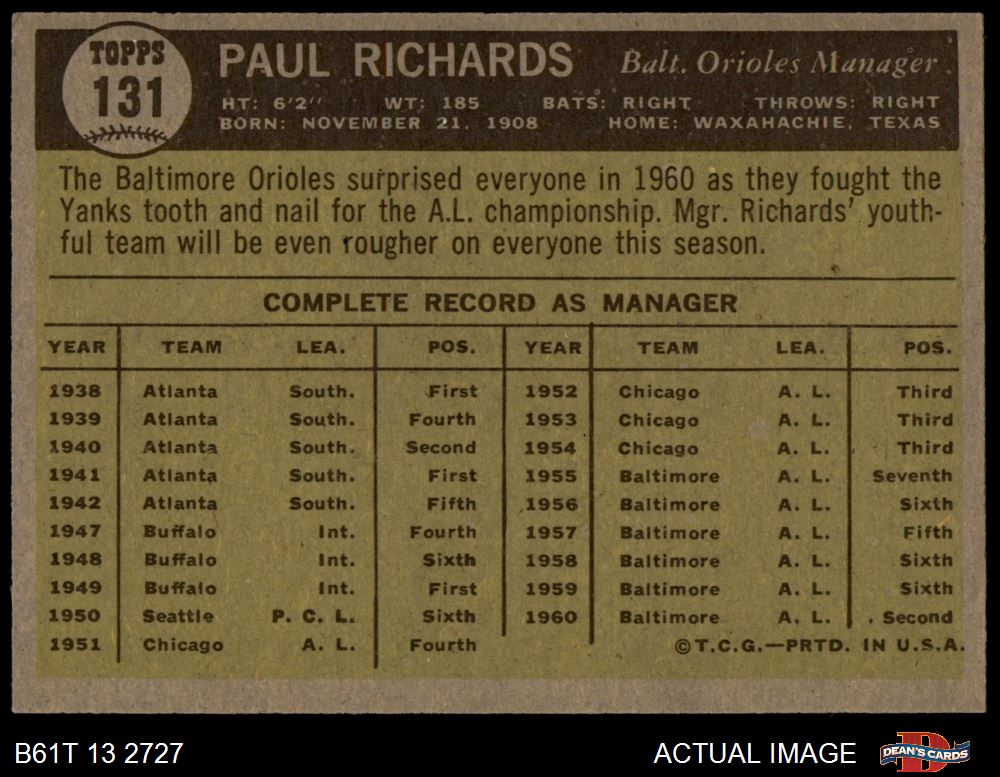 TOPPS
131
PAUL RICHARDS Balt. Orioles Manager
HT: 6'2" WT: 185 BATS: RIGHT THROWS: RIGHT
BORN: NOVEMBER 21, 1908 HOME: WAXAHACHIE, TEXAS
The Baltimore Orioles surprised everyone in 1960 as they fought the
Yanks tooth and nail for the A.L. championship. Mgr. Richards' youth-
ful team will be even rougher on everyone this season.
COMPLETE RECORD AS MANAGER
YEAR TEAM LEA. POS. YEAR TEAM LEA. POS.
1938 Atlanta South. First 1952 Chicago A. L. Third
1939 Atlanta South. Fourth 1953 Chicago A. L. Third
1940 Atlanta South. Second 1954 Chicago A. L. Third
1941 Atlanta South. First 1955 Baltimore A. L. Seventh
1942 Atlanta South. Fifth 1956 Baltimore A. L. Sixth
1947 Buffalo Int. Fourth 1957 Baltimore A. L. Fifth
1948 Buffalo Int. Sixth 1958 Baltimore A. L. Sixth
1949 Buffalo Int. First 1959 Baltimore A. L. Sixth
1950 Seattle P. C. L. Sixth 1960 Baltimore A. L. Second
1951 Chicago A. L. Fourth ©T.C.G.—PRTD. IN U.S.A.
B61T 13 2727 ACTUAL IMAGE DEAN'S CARDS